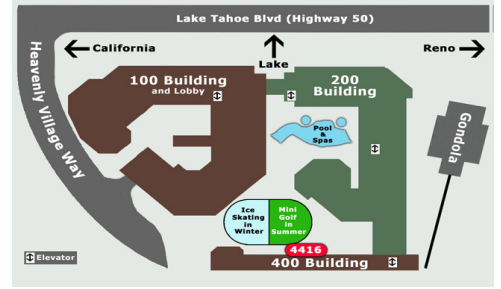 Lake Tahoe Blvd (Highway 50)
California
Lake
Reno
Heavenly Village Way
100 Building
and Lobby
200
Building
Pool
&
Spas
Gondola
Ice
Skating
in
Winter
Mini
Golf
in
Summer
4416
400 Building
Elevator